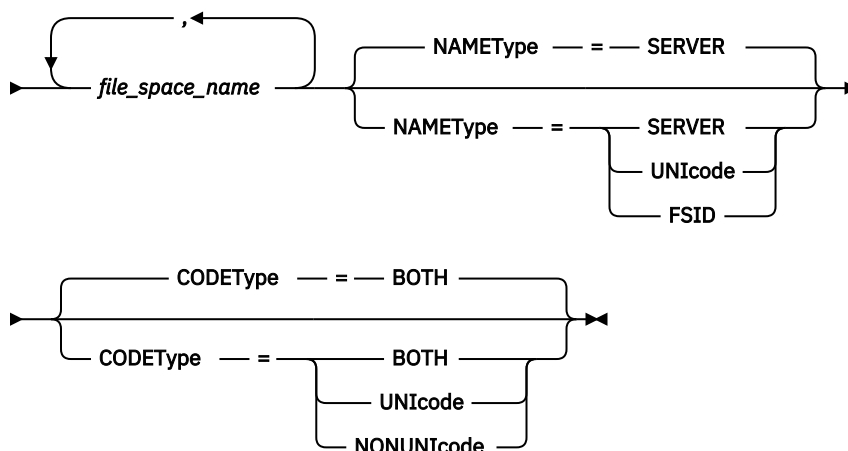 ,
file_space_name
NAMEType = SERVER
NAMEType = SERVER
UNIcode
FSID
CODEType = BOTH
CODEType = BOTH
UNIcode
NONUNIcode